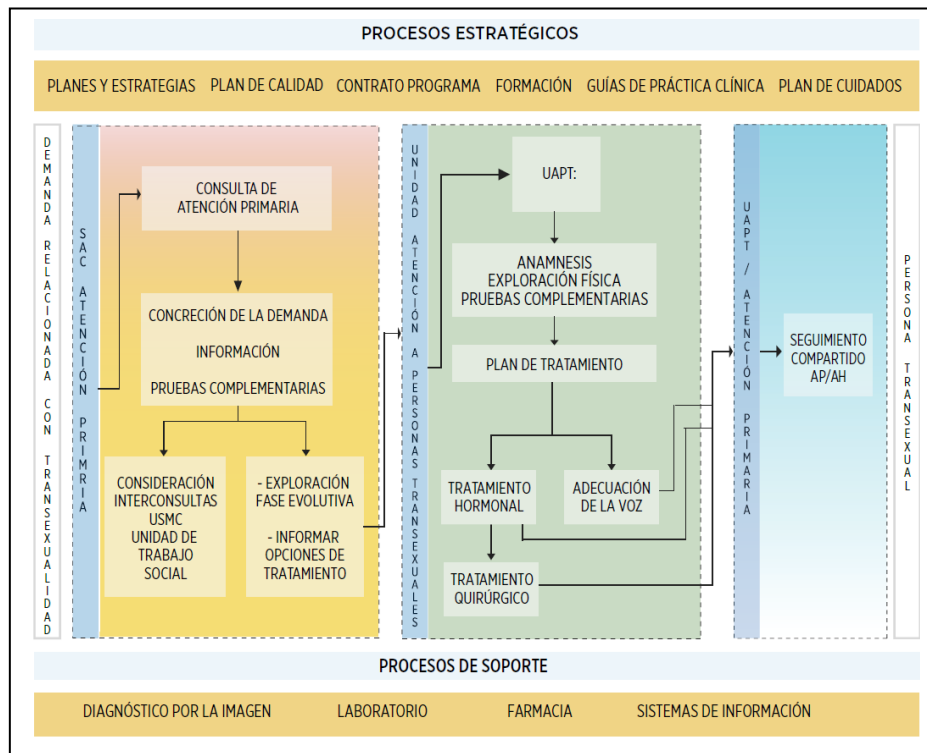 PROCESOS ESTRATÉGICOS
PLANES Y ESTRATEGIAS PLAN DE CALIDAD CONTRATO PROGRAMA FORMACIÓN GUÍAS DE PRÁCTICA CLÍNICA PLAN DE CUIDADOS
DEMANDA RELACIONADA CON TRANSEXUALIDAD
SAC ATENCIÓN PRIMRIA
CONSULTA DE
ATENCIÓN PRIMARIA
CONCRECIÓN DE LA DEMANDA
INFORMACIÓN
PRUEBAS COMPLEMENTARIAS
CONSIDERACIÓN
INTERCONSULTAS
USMC
UNIDAD DE
TRABAJO
SOCIAL
- EXPLORACIÓN
FASE EVOLUTIVA
- INFORMAR
OPCIONES DE
TRATAMIENTO
UNIDAD ATENCIÓN A PERSONAS TRANSEXUALES
UAPT:
ANAMNESIS
EXPLORACIÓN FÍSICA
PRUEBAS COMPLEMENTARIAS
PLAN DE TRATAMIENTO
TRATAMIENTO
HORMONAL
ADECUACIÓN
DE LA VOZ
TRATAMIENTO
QUIRÚRGICO
UAPT / ATENCIÓN PRIMARIA
SEGUIMIENTO
COMPARTIDO
AP/AH
PERSONA TRANSEXUAL
PROCESOS DE SOPORTE
DIAGNÓSTICO POR LA IMAGEN LABORATORIO FARMACIA SISTEMAS DE INFORMACIÓN